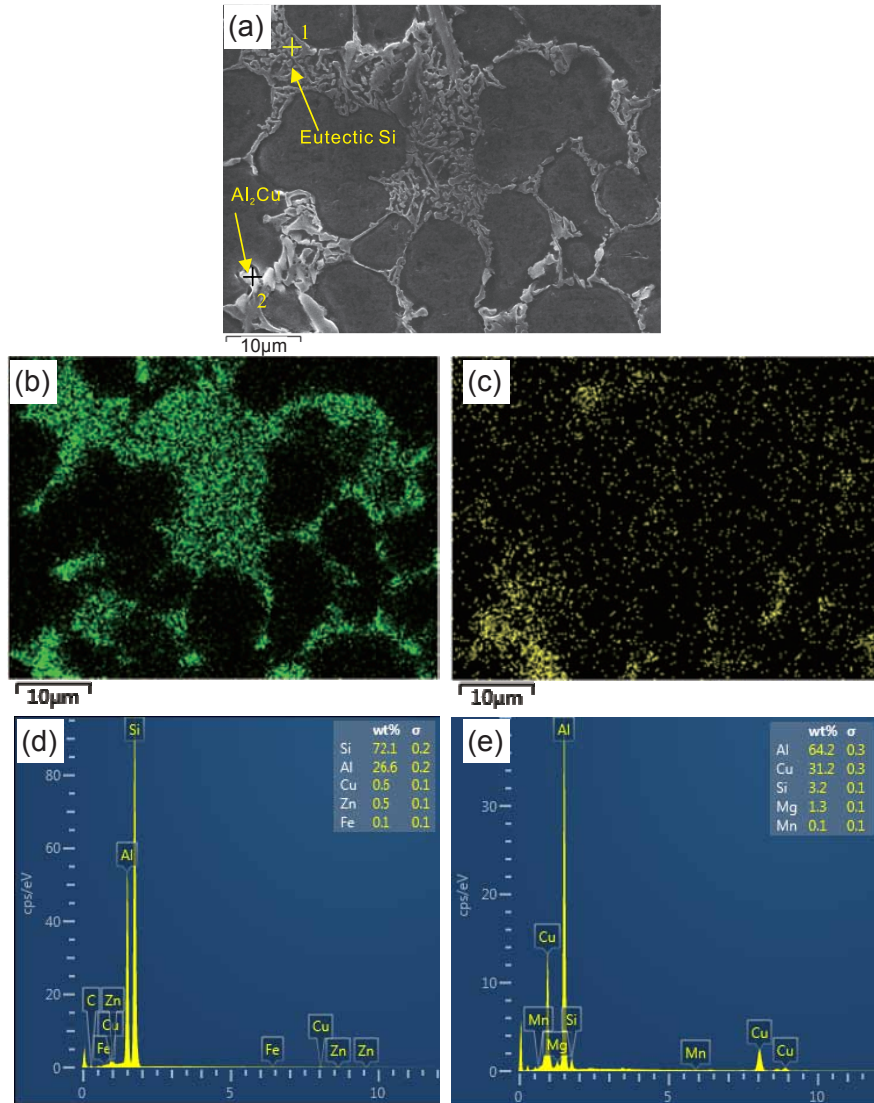 (a)
1
Eutectic Si
Al₂Cu
2
10μm
(b)
(c)
10μm
10μm
(d)
Si
wt% σ
Si 72.1 0.2
Al 26.6 0.2
Cu 0.5 0.1
Zn 0.5 0.1
Fe 0.1 0.1
80
60
Al
cps/eV
40
20
C Zn
Cu
Fe
Fe
Cu
Zn
Zn
0
0 5 10
(e)
Al
wt% σ
Al 64.2 0.3
Cu 31.2 0.3
Si 3.2 0.1
Mg 1.3 0.1
Mn 0.1 0.1
30
20
cps/eV
Cu
10
Mn
Si
Mg
Mn
Cu
Cu
0
0 5 10